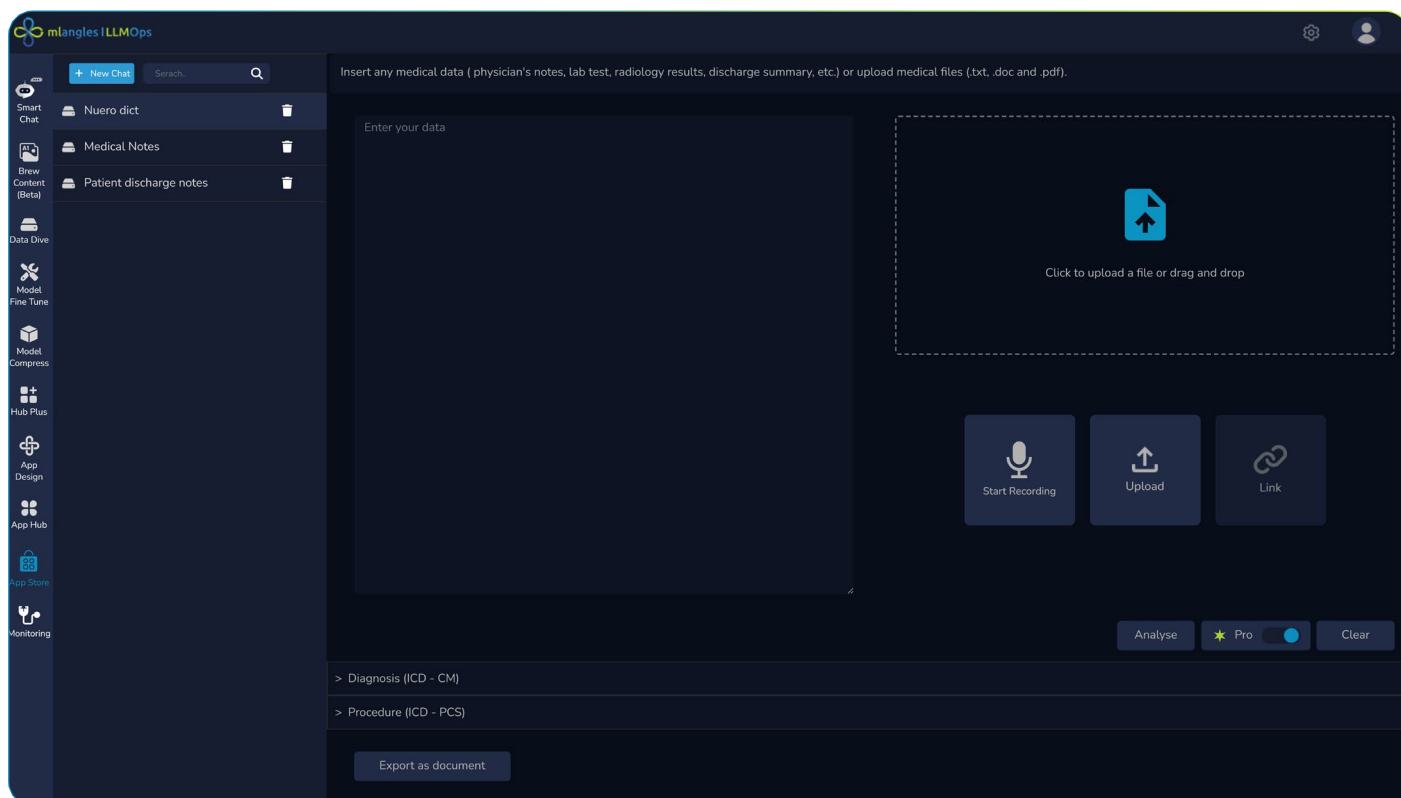 mlangles | LLMOps
+ New Chat
Serach..
Insert any medical data ( physician's notes, lab test, radiology results, discharge summary, etc.) or upload medical files (.txt, .doc and .pdf).
Smart
Chat
AI
Brew
Content
(Beta)
Data Dive
Model
Fine Tune
Model
Compress
Hub Plus
App
Design
App Hub
App Store
Monitoring
Nuero dict
Medical Notes
Patient discharge notes
Enter your data
Click to upload a file or drag and drop
Start Recording
Upload
Link
Analyse
Pro
Clear
> Diagnosis (ICD - CM)
> Procedure (ICD - PCS)
Export as document